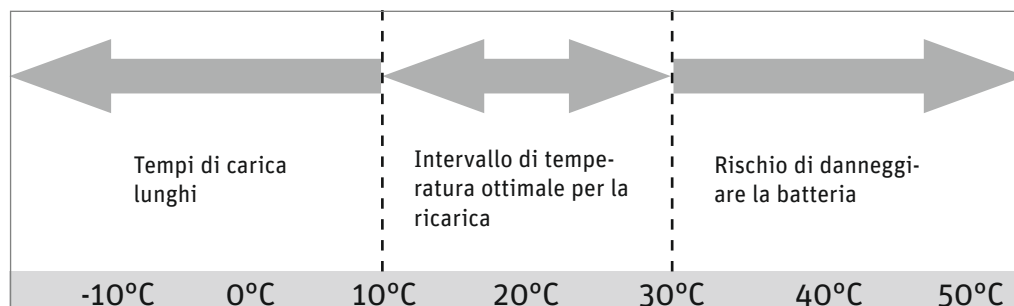 Tempi di carica
lunghi
Intervallo di tempe-
ratura ottimale per la
ricarica
Rischio di danneggi-
are la batteria
-10°C 0°C 10°C 20°C 30°C 40°C 50°C